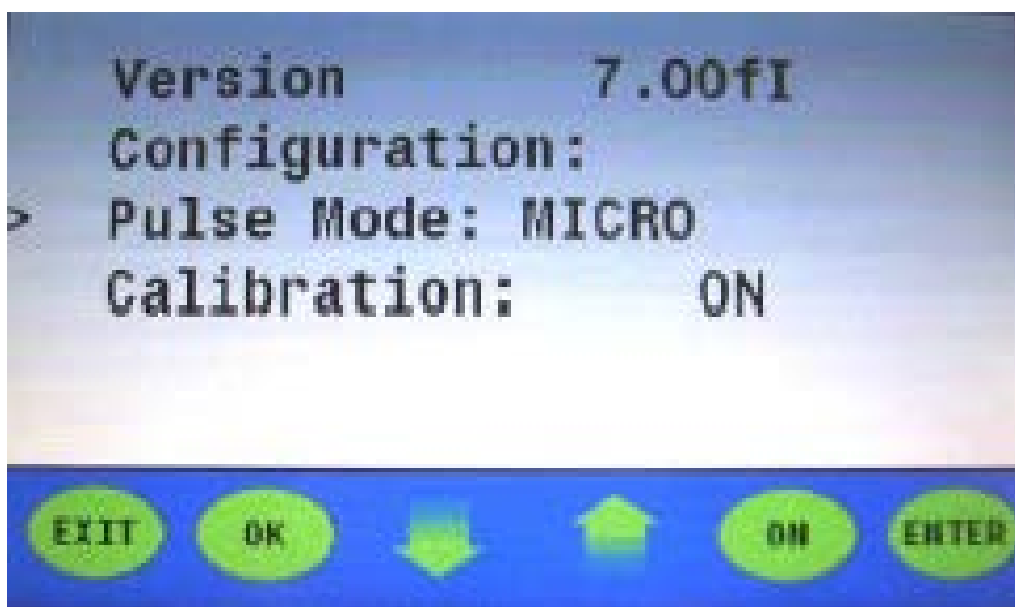 Version 7.00fI
Configuration:
> Pulse Mode: MICRO
Calibration: ON
EXIT OK ON ENTER